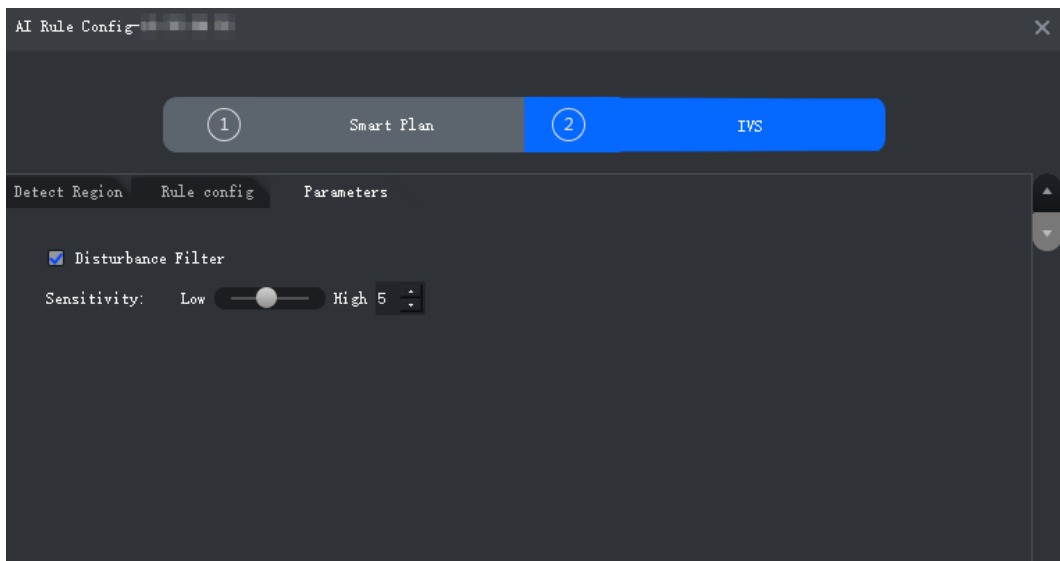 AI Rule Config-
1 Smart Plan 2 IVS
Detect Region Rule config Parameters
Disturbance Filter
Sensitivity: Low High 5